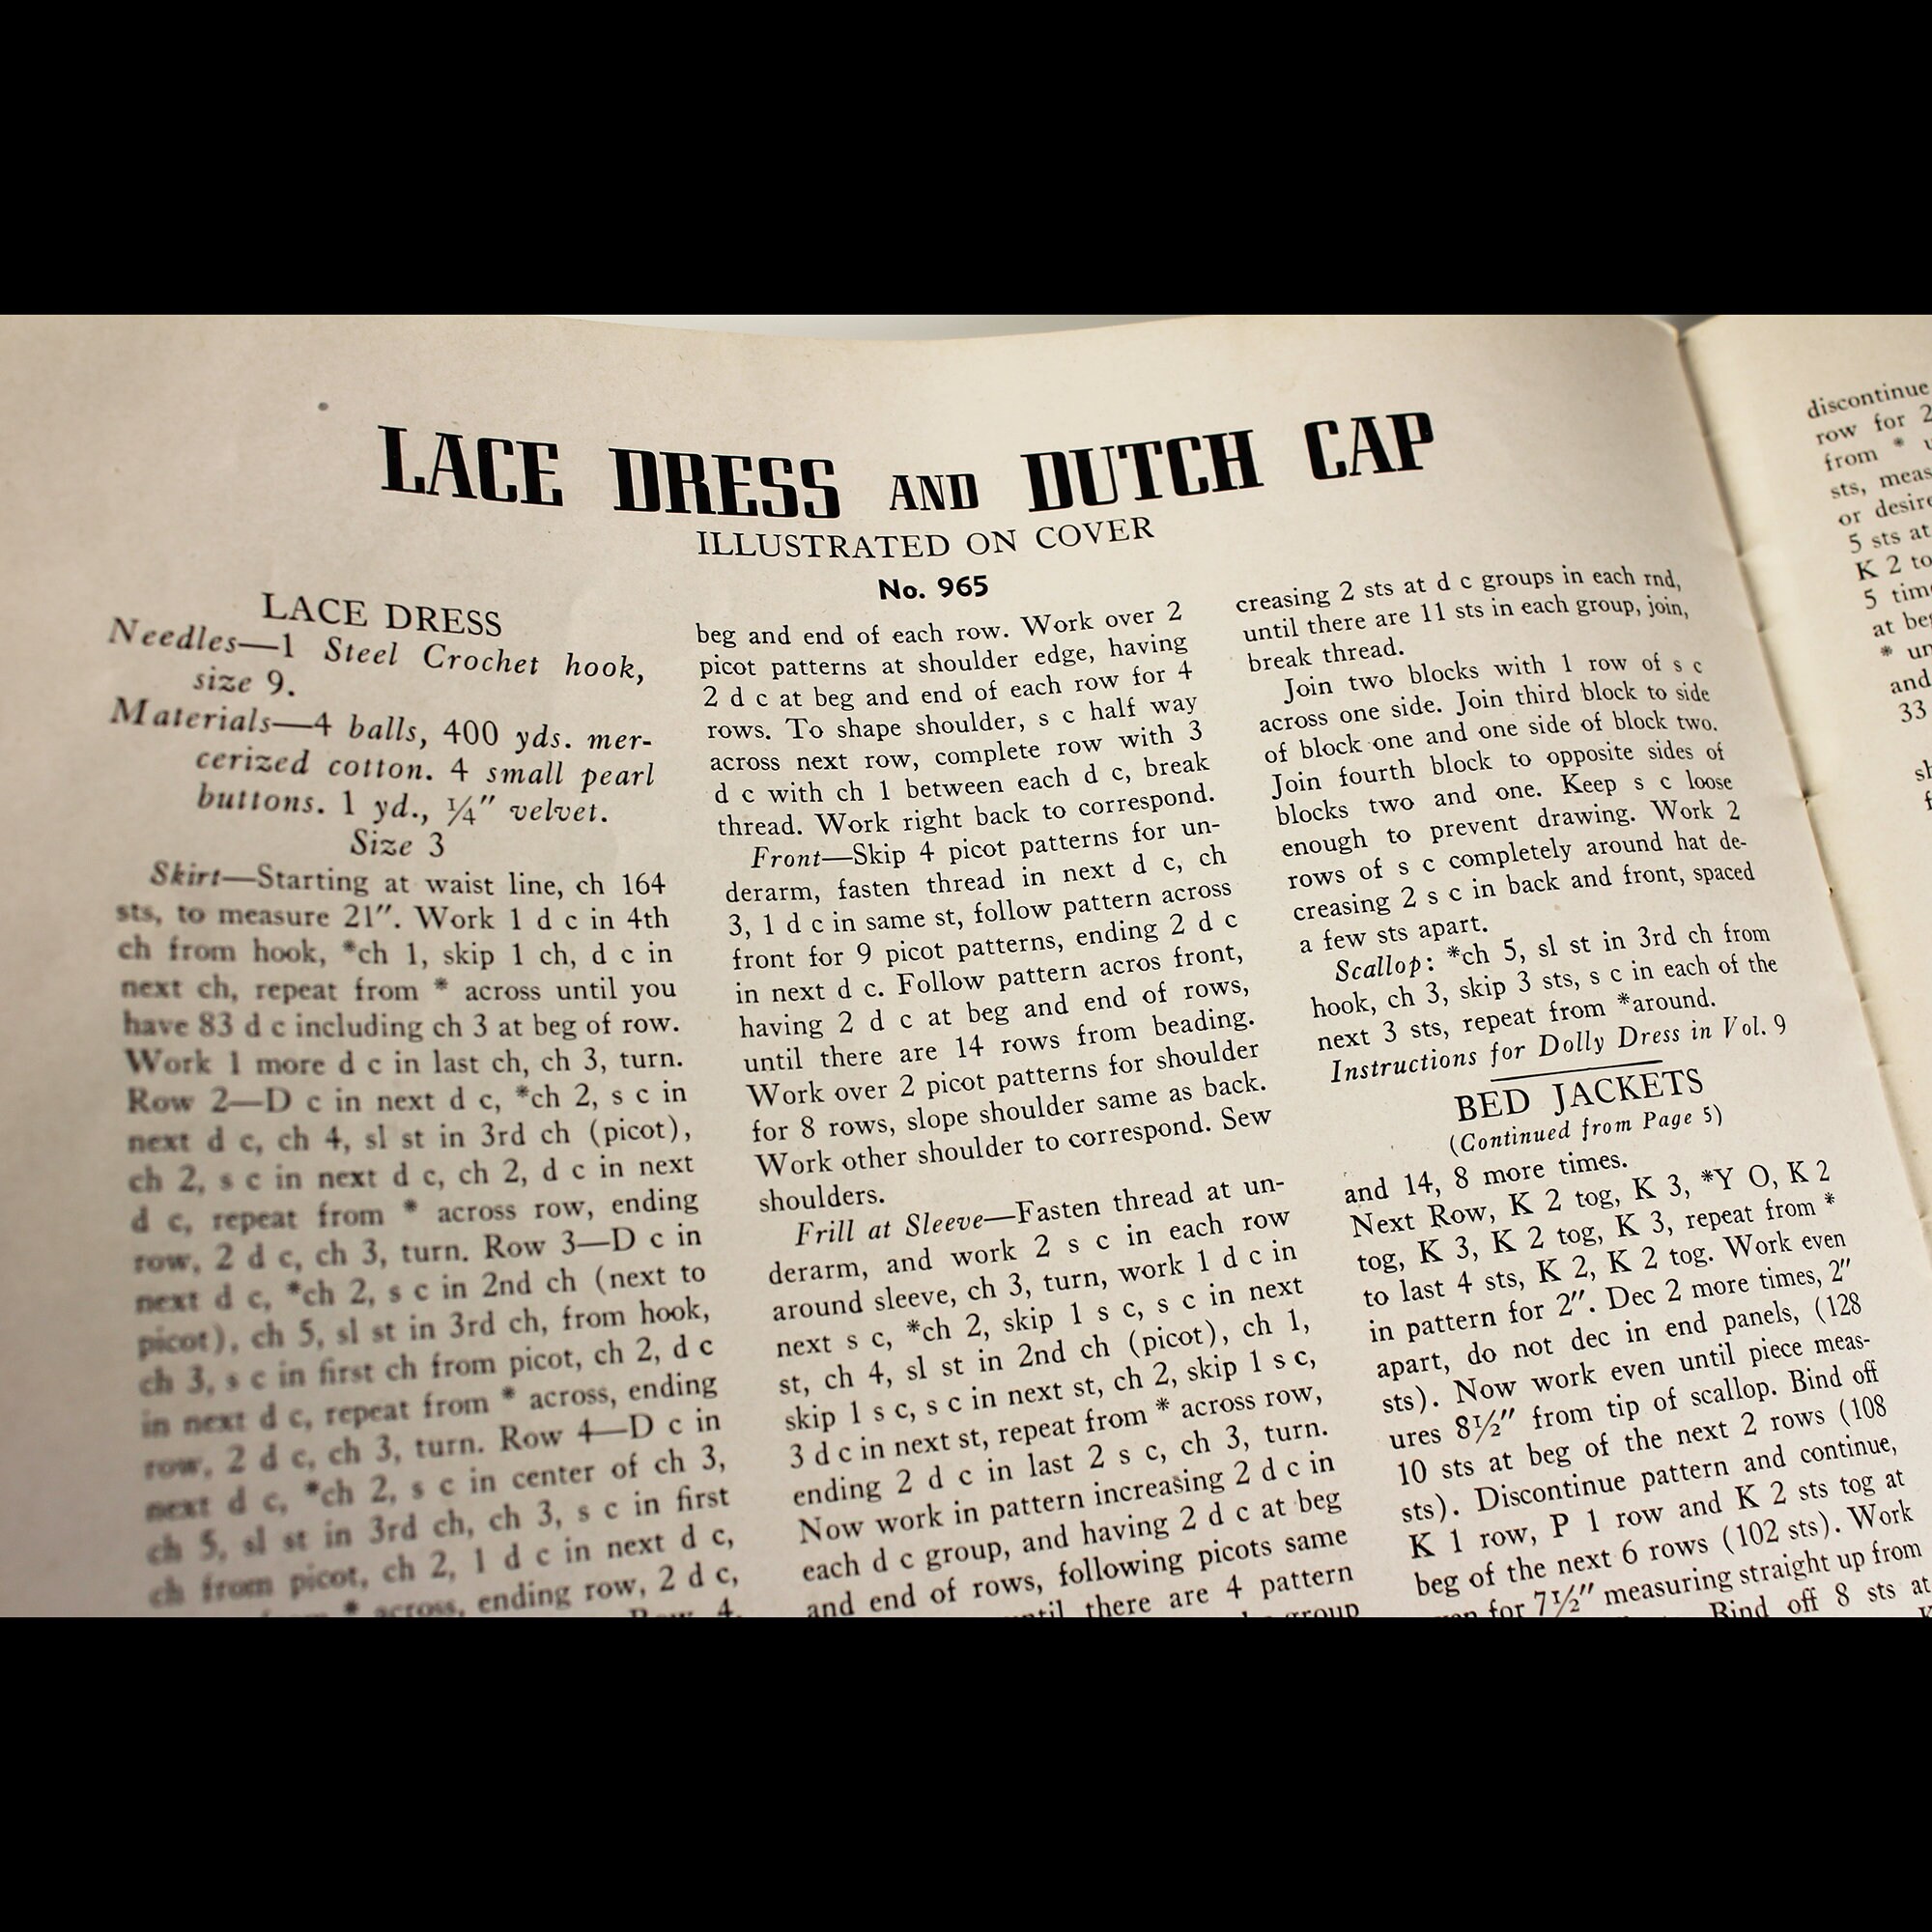 LACE DRESS AND DUTCH CAP
ILLUSTRATED ON COVER
No. 965
LACE DRESS
Needles—1 Steel Crochet hook,
size 9.
Materials—4 balls, 400 yds. mer-
cerized cotton. 4 small pearl
buttons. 1 yd., 1/4" velvet.
Size 3
Skirt—Starting at waist line, ch 164
sts, to measure 21". Work 1 d c in 4th
ch from hook, *ch 1, skip 1 ch, d c in
next ch, repeat from * across until you
have 83 d c including ch 3 at beg of row.
Work 1 more d c in last ch, ch 3, turn.
Row 2—D c in next d c, *ch 2, s c in
next d c, ch 4, sl st in 3rd ch (picot),
ch 2, s c in next d c, ch 2, d c in next
d c, repeat from * across row, ending
row, 2 d c, ch 3, turn. Row 3—D c in
next d c, *ch 2, s c in 2nd ch (next to
picot), ch 5, sl st in 3rd ch, from hook,
ch 3, s c in first ch from picot, ch 2, d c
in next d c, repeat from * across, ending
row, 2 d c, ch 3, turn. Row 4—D c in
next d c, *ch 2, s c in center of ch 3,
ch 5, sl st in 3rd ch, ch 3, s c in first
ch from picot, ch 2, 1 d c in next d c,
* across, ending row, 2 d c,
4
beg and end of each row. Work over 2
picot patterns at shoulder edge, having
2 d c at beg and end of each row for 4
rows. To shape shoulder, s c half way
across next row, complete row with 3
d c with ch 1 between each d c, break
thread. Work right back to correspond.
Front—Skip 4 picot patterns for un-
derarm, fasten thread in next d c, ch
3, 1 d c in same st, follow pattern across
front for 9 picot patterns, ending 2 d c
in next d c. Follow pattern acros front,
having 2 d c at beg and end of rows,
until there are 14 rows from beading.
Work over 2 picot patterns for shoulder
for 8 rows, slope shoulder same as back.
Work other shoulder to correspond. Sew
shoulders.
Frill at Sleeve—Fasten thread at un-
derarm, and work 2 s c in each row
around sleeve, ch 3, turn, work 1 d c in
next s c, *ch 2, skip 1 s c, s c in next
st, ch 4, sl st in 2nd ch (picot), ch 1,
skip 1 s c, s c in next st, ch 2, skip 1 s c,
3 d c in next st, repeat from * across row,
ending 2 d c in last 2 s c, ch 3, turn.
Now work in pattern increasing 2 d c in
each d c group, and having 2 d c at beg
and end of rows, following picots same
until there are 4 pattern
group
creasing 2 sts at d c groups in each rnd,
until there are 11 sts in each group, join,
break thread.
Join two blocks with 1 row of s c
across one side. Join third block to side
of block one and one side of block two.
Join fourth block to opposite sides of
blocks two and one. Keep s c loose
enough to prevent drawing. Work 2
rows of s c completely around hat de-
creasing 2 s c in back and front, spaced
a few sts apart.
Scallop: *ch 5, sl st in 3rd ch from
hook, ch 3, skip 3 sts, s c in each of the
next 3 sts, repeat from *around.
Instructions for Dolly Dress in Vol. 9
BED JACKETS
(Continued from Page 5)
and 14, 8 more times.
Next Row, K 2 tog, K 3, *Y O, K 2
tog, K 3, K 2 tog, K 3, repeat from *
to last 4 sts, K 2, K 2 tog. Work even
in pattern for 2". Dec 2 more times, 2"
apart, do not dec in end panels, (128
sts). Now work even until piece meas-
ures 8 1/2" from tip of scallop. Bind off
10 sts at beg of the next 2 rows (108
sts). Discontinue pattern and continue,
K 1 row, P 1 row and K 2 sts tog at
beg of the next 6 rows (102 sts). Work
for 7 1/2" measuring straight up from
Bind off 8 sts at
discontinue
row for 2
from *
sts, meas
or desire
5 sts at
K 2 to
5 time
at beg
* un
and
33